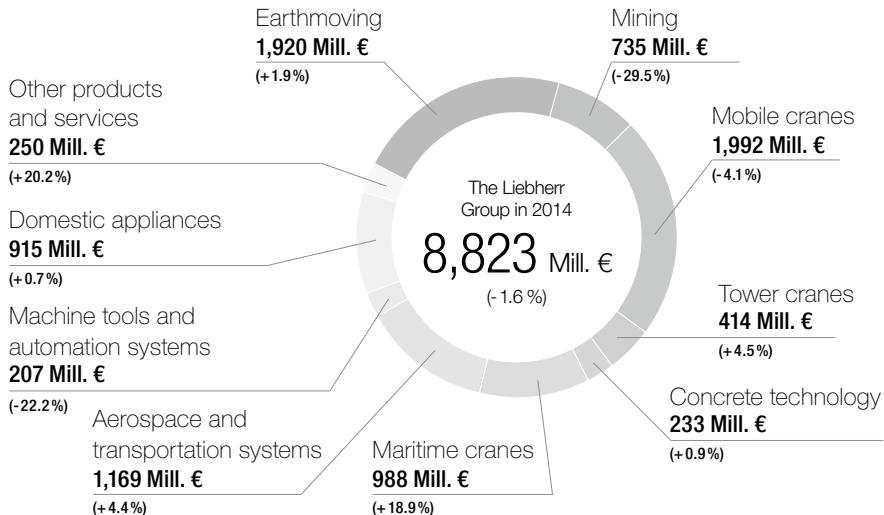 Earthmoving
1,920 Mill. €
(+1.9%)
Mining
735 Mill. €
(-29.5%)
Other products
and services
250 Mill. €
(+20.2%)
Mobile cranes
1,992 Mill. €
(-4.1%)
The Liebherr
Group in 2014
8,823 Mill. €
(-1.6%)
Domestic appliances
915 Mill. €
(+0.7%)
Tower cranes
414 Mill. €
(+4.5%)
Machine tools and
automation systems
207 Mill. €
(-22.2%)
Concrete technology
233 Mill. €
(+0.9%)
Aerospace and
transportation systems
1,169 Mill. €
(+4.4%)
Maritime cranes
988 Mill. €
(+18.9%)